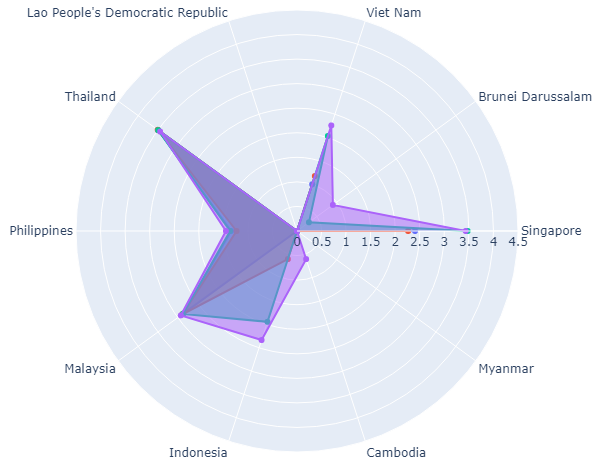 Lao People's Democratic Republic
Viet Nam
Thailand
Brunei Darussalam
Philippines
Singapore
0 0.5 1 1.5 2 2.5 3 3.5 4 4.5
Malaysia
Myanmar
Indonesia
Cambodia